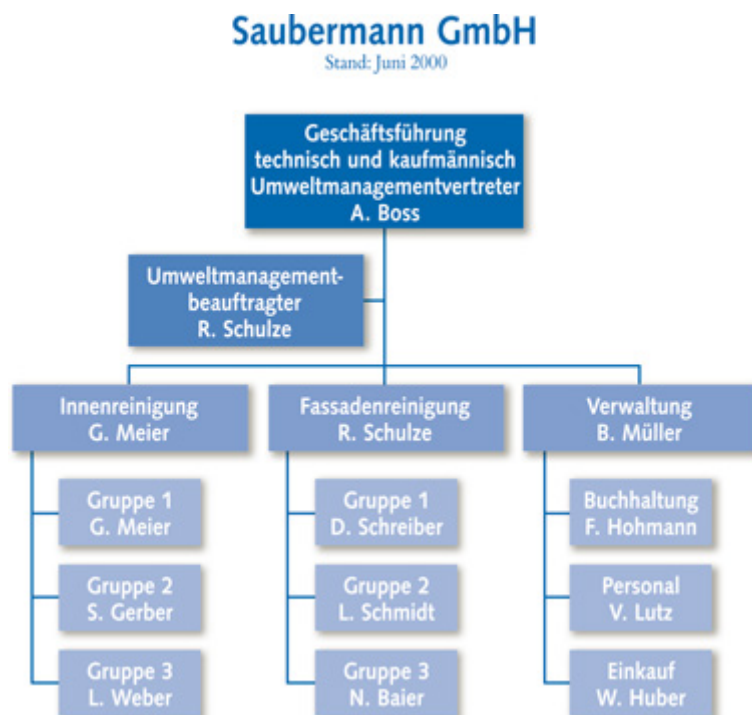 Saubermann GmbH
Stand: Juni 2000
Geschäftsführung
technisch und kaufmännisch
Umweltmanagementvertreter
A. Boss
Umweltmanagement-
beauftragter
R. Schulze
Innenreinigung
G. Meier
Gruppe 1
G. Meier
Gruppe 2
S. Gerber
Gruppe 3
L. Weber
Fassadenreinigung
R. Schulze
Gruppe 1
D. Schreiber
Gruppe 2
L. Schmidt
Gruppe 3
N. Baier
Verwaltung
B. Müller
Buchhaltung
F. Hohmann
Personal
V. Lutz
Einkauf
W. Huber